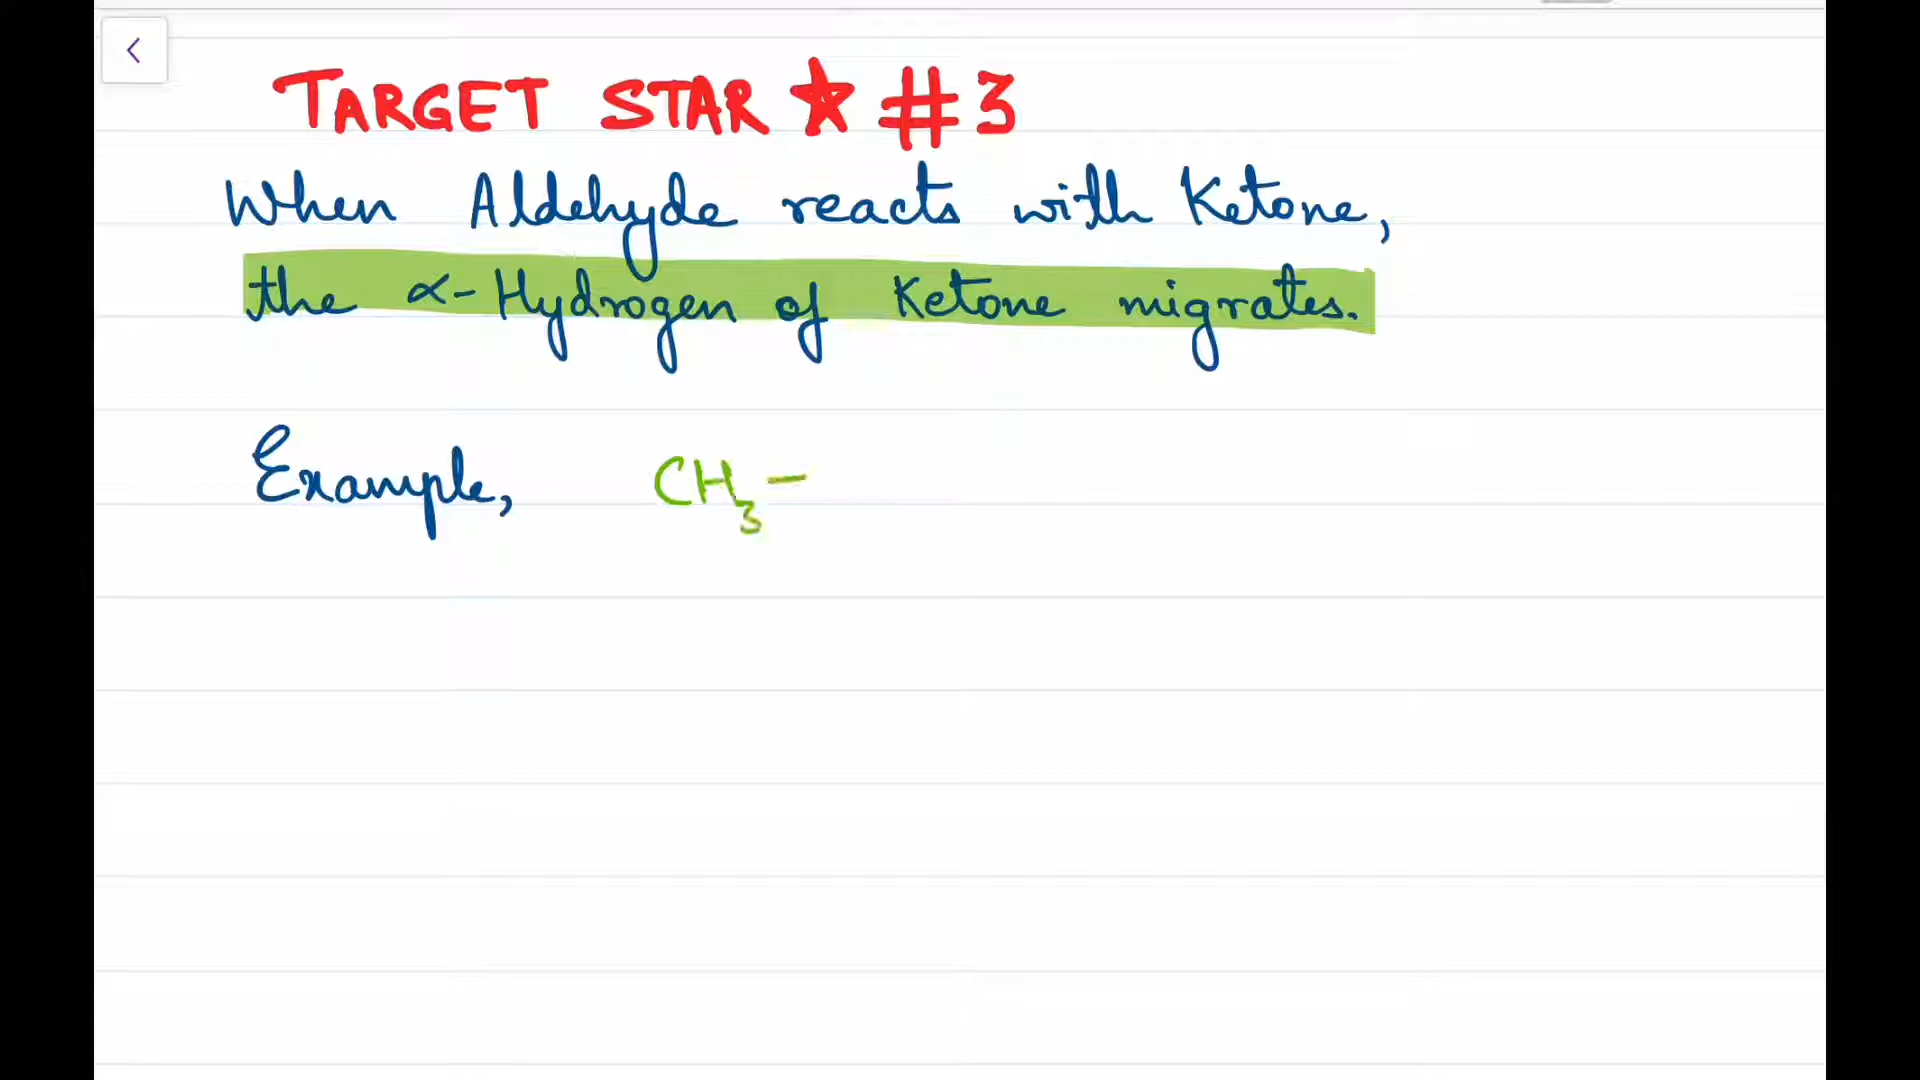 TARGET STAR ★ #3
When Aldehyde reacts with Ketone,
the α-Hydrogen of Ketone migrates.
Example, CH₃-